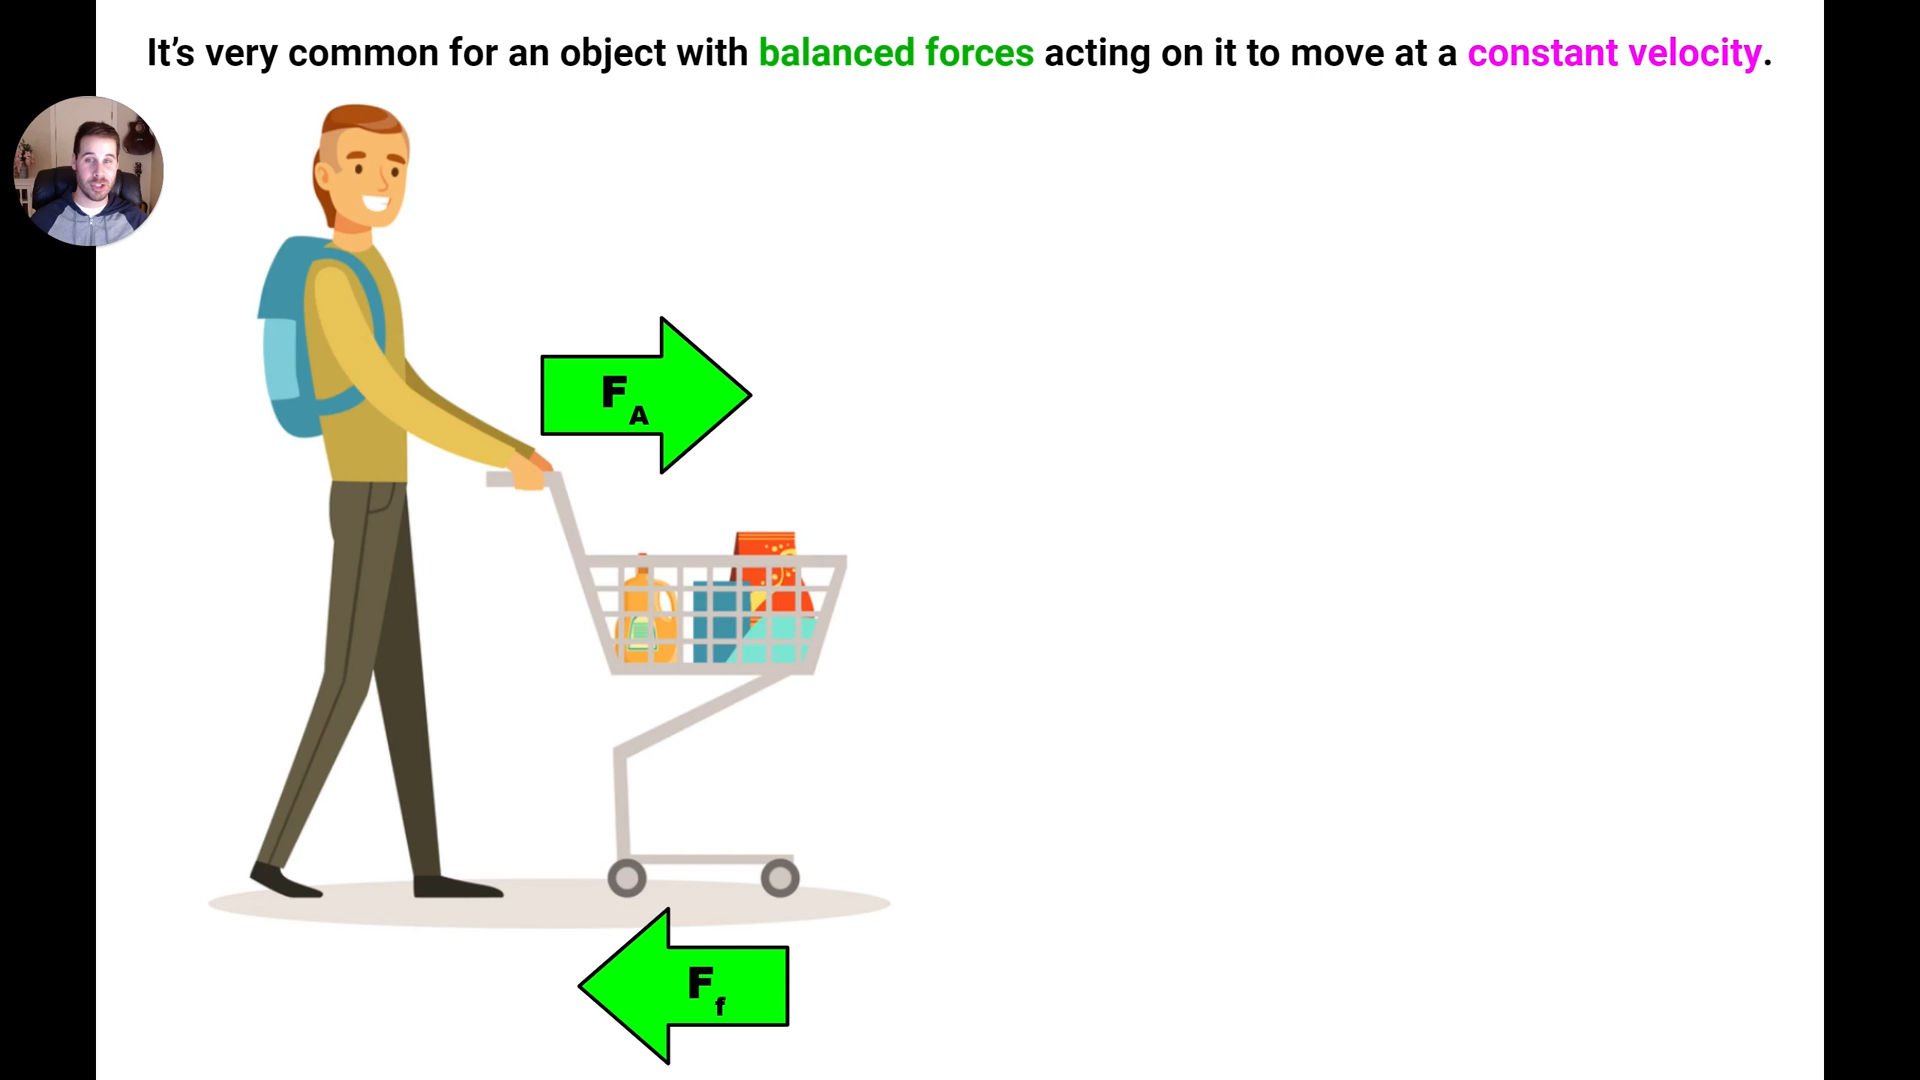 It’s very common for an object with balanced forces acting on it to move at a constant velocity.
FA
Ff